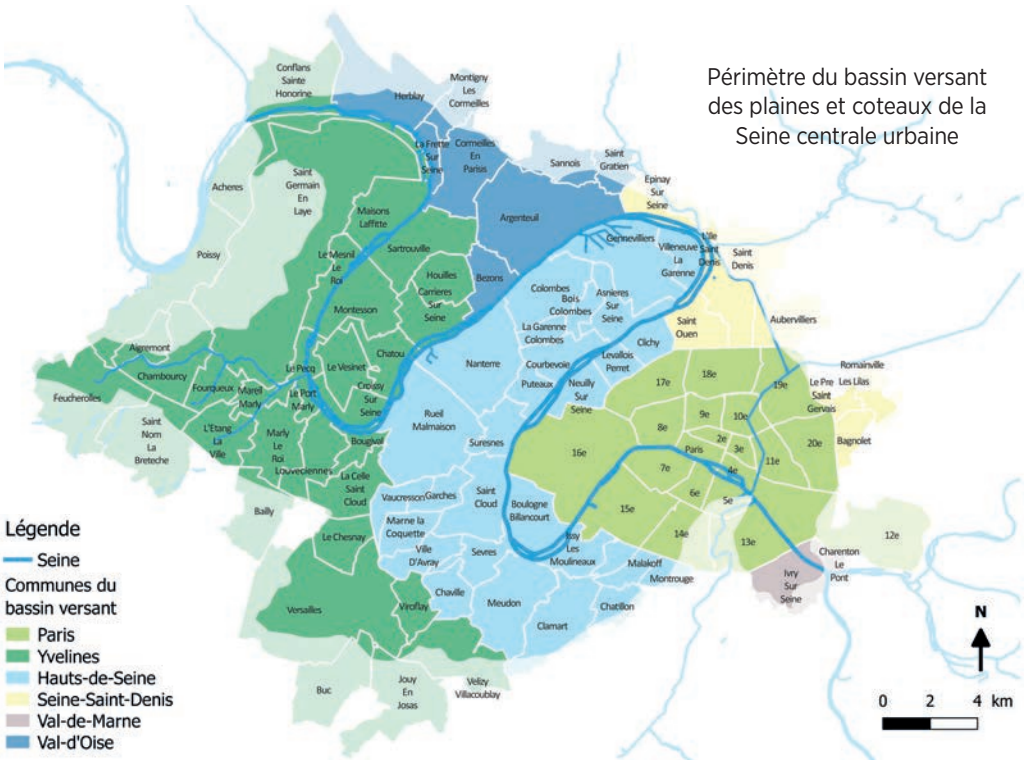 Périmètre du bassin versant
des plaines et coteaux de la
Seine centrale urbaine
Conflans
Sainte
Honorine
Herblay
Montigny
Les
Cormeilles
La Frette
Sur
Seine
Cormeilles
En
Parisis
Sannois
Saint
Gratien
Epinay
Sur
Seine
Acheres
Saint
Germain
En
Laye
Maisons
Laffitte
Argenteuil
Gennevilliers
Villeneuve
La
Garenne
L'Ile
Saint
Denis
Saint
Denis
Poissy
Le Mesnil
Le
Roi
Sartrouville
Houilles
Bezons
Carrieres
Sur
Seine
Montesson
Colombes
Bois
Colombes
Asnieres
Sur
Seine
La Garenne
Colombes
Saint
Ouen
Aubervilliers
Clichy
Aigremont
Chambourcy
Fourqueux
Mareil
Marly
Le Pecq
Le Vesinet
Chatou
Nanterre
Courbevoie
Levallois
Perret
Puteaux
Neuilly
Sur
Seine
17e
18e
19e
Romainville
Le Pre
Saint
Gervais
Les Lilas
Feucherolles
Le Port
Marly
Croissy
Sur
Seine
Rueil
Malmaison
9e
10e
8e
2e
3e
Paris
4e
11e
20e
Bagnolet
Saint
Nom
La
Breteche
L'Etang
La
Ville
Marly
Le
Roi
Louveciennes
Bougival
Suresnes
16e
7e
6e
5e
La Celle
Saint
Cloud
Vaucresson
Garches
Saint
Cloud
Boulogne
Billancourt
15e
14e
13e
12e
Bailly
Le Chesnay
Marne la
Coquette
Ville
D'Avray
Sevres
Issy
Les
Moulineaux
Malakoff
Montrouge
Charenton
Le
Pont
Ivry
Sur
Seine
Versailles
Viroflay
Chaville
Meudon
Chatillon
Clamart
Buc
Jouy
En
Josas
Velizy
Villacoublay
Légende
Seine
Communes du
bassin versant
Paris
Yvelines
Hauts-de-Seine
Seine-Saint-Denis
Val-de-Marne
Val-d'Oise
N
0 2 4 km